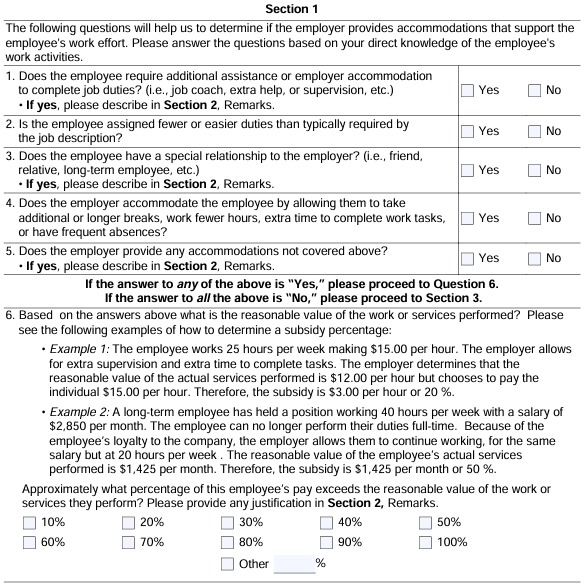 Section 1
The following questions will help us to determine if the employer provides accommodations that support the
employee's work effort. Please answer the questions based on your direct knowledge of the employee's
work activities.
1. Does the employee require additional assistance or employer accommodation
to complete job duties? (i.e., job coach, extra help, or supervision, etc.)
• If yes, please describe in Section 2, Remarks.
Yes No
2. Is the employee assigned fewer or easier duties than typically required by
the job description?
Yes No
3. Does the employee have a special relationship to the employer? (i.e., friend,
relative, long-term employee, etc.)
• If yes, please describe in Section 2, Remarks.
Yes No
4. Does the employer accommodate the employee by allowing them to take
additional or longer breaks, work fewer hours, extra time to complete work tasks,
or have frequent absences?
Yes No
5. Does the employer provide any accommodations not covered above?
• If yes, please describe in Section 2, Remarks.
Yes No
If the answer to any of the above is "Yes," please proceed to Question 6.
If the answer to all the above is "No," please proceed to Section 3.
6. Based on the answers above what is the reasonable value of the work or services performed? Please
see the following examples of how to determine a subsidy percentage:
• Example 1: The employee works 25 hours per week making $15.00 per hour. The employer allows
for extra supervision and extra time to complete tasks. The employer determines that the
reasonable value of the actual services performed is $12.00 per hour but chooses to pay the
individual $15.00 per hour. Therefore, the subsidy is $3.00 per hour or 20 %.
• Example 2: A long-term employee has held a position working 40 hours per week with a salary of
$2,850 per month. The employee can no longer perform their duties full-time. Because of the
employee's loyalty to the company, the employer allows them to continue working, for the same
salary but at 20 hours per week . The reasonable value of the employee's actual services
performed is $1,425 per month. Therefore, the subsidy is $1,425 per month or 50 %.
Approximately what percentage of this employee's pay exceeds the reasonable value of the work or
services they perform? Please provide any justification in Section 2, Remarks.
10% 20% 30% 40% 50%
60% 70% 80% 90% 100%
Other %